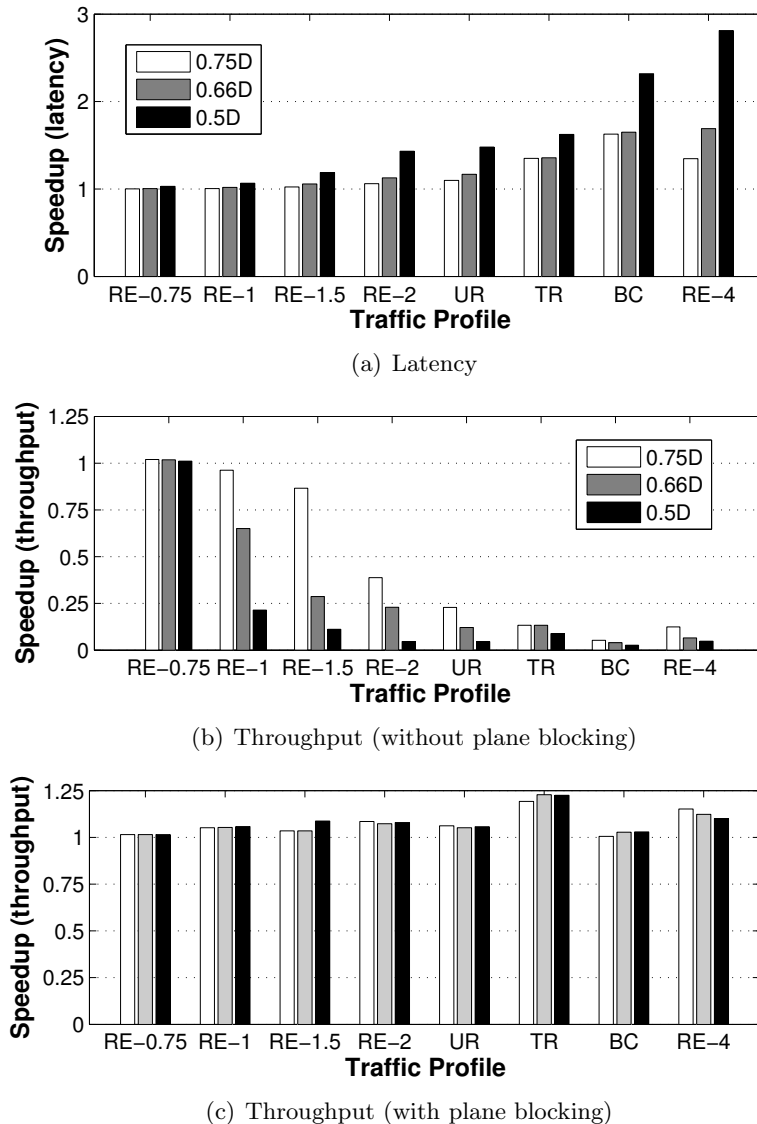 3
2
1
0
Speedup (latency)
0.75D
0.66D
0.5D
RE−0.75 RE−1 RE−1.5 RE−2 UR TR BC RE−4
Traffic Profile
(a) Latency
1.25
1
0.75
0.5
0.25
0
Speedup (throughput)
0.75D
0.66D
0.5D
RE−0.75 RE−1 RE−1.5 RE−2 UR TR BC RE−4
Traffic Profile
(b) Throughput (without plane blocking)
1.25
1
0.75
0.5
0.25
0
Speedup (throughput)
RE−0.75 RE−1 RE−1.5 RE−2 UR TR BC RE−4
Traffic Profile
(c) Throughput (with plane blocking)